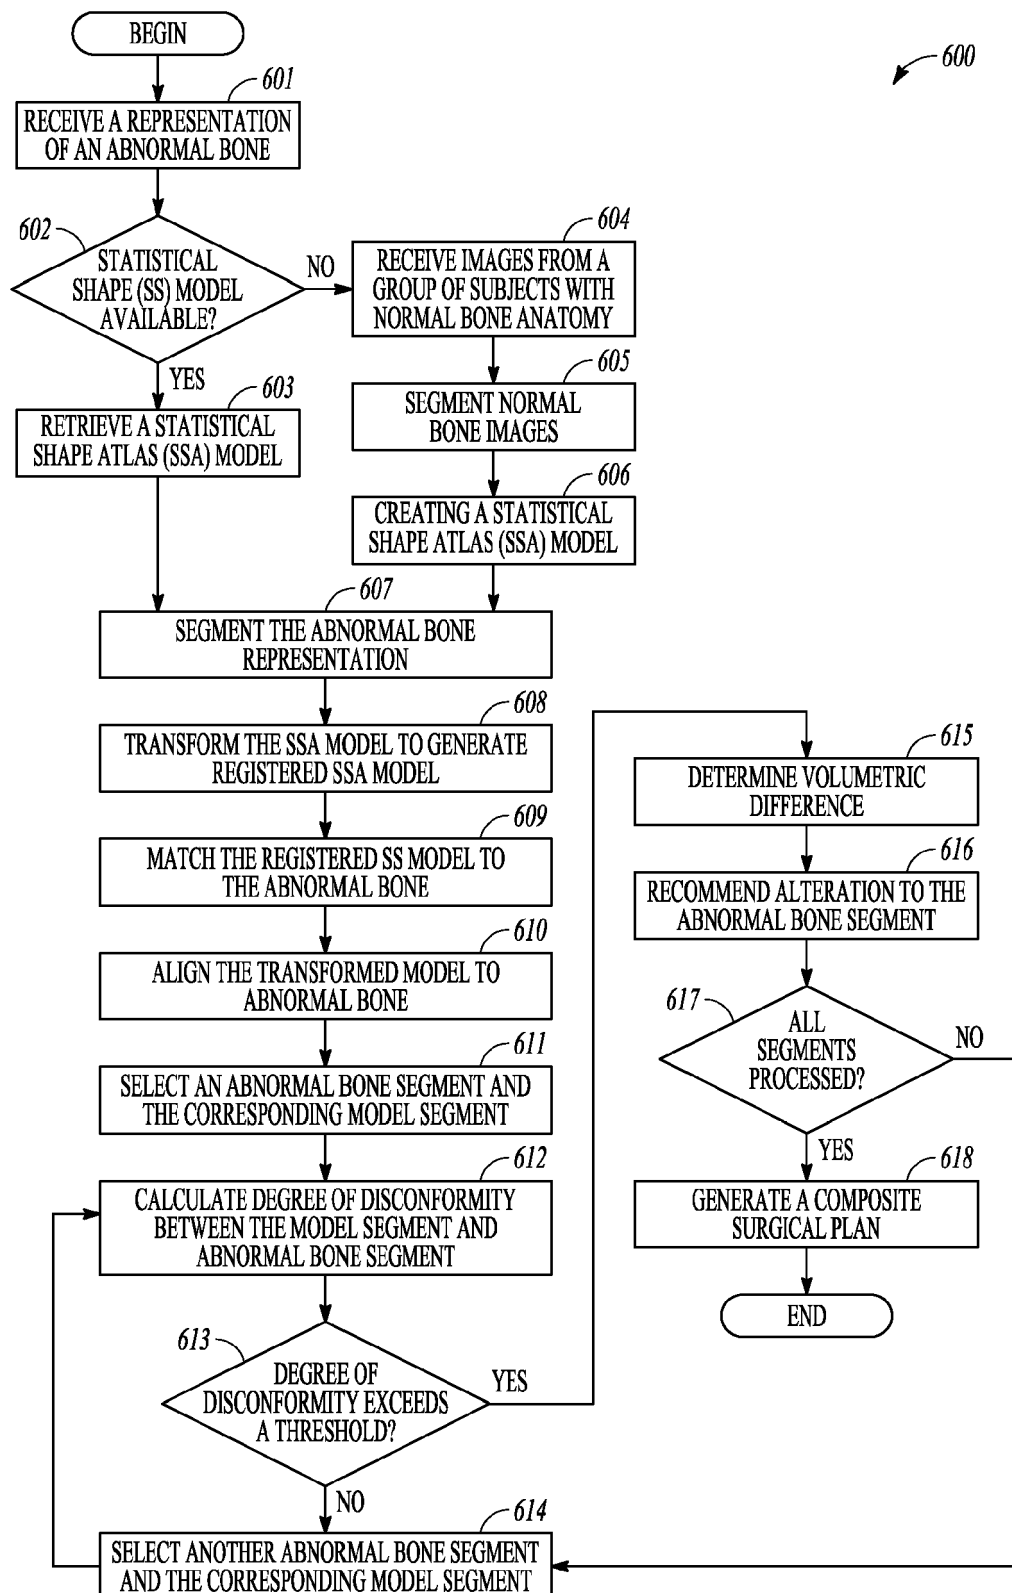 BEGIN
600
601
RECEIVE A REPRESENTATION
OF AN ABNORMAL BONE
602
STATISTICAL
SHAPE (SS) MODEL
AVAILABLE?
NO
YES
604
RECEIVE IMAGES FROM A
GROUP OF SUBJECTS WITH
NORMAL BONE ANATOMY
605
SEGMENT NORMAL
BONE IMAGES
603
RETRIEVE A STATISTICAL
SHAPE ATLAS (SSA) MODEL
606
CREATING A STATISTICAL
SHAPE ATLAS (SSA) MODEL
607
SEGMENT THE ABNORMAL BONE
REPRESENTATION
608
TRANSFORM THE SSA MODEL TO GENERATE
REGISTERED SSA MODEL
609
MATCH THE REGISTERED SS MODEL TO
THE ABNORMAL BONE
610
ALIGN THE TRANSFORMED MODEL TO
ABNORMAL BONE
611
SELECT AN ABNORMAL BONE SEGMENT AND
THE CORRESPONDING MODEL SEGMENT
612
CALCULATE DEGREE OF DISCONFORMITY
BETWEEN THE MODEL SEGMENT AND
ABNORMAL BONE SEGMENT
613
DEGREE OF
DISCONFORMITY EXCEEDS
A THRESHOLD?
YES
NO
614
SELECT ANOTHER ABNORMAL BONE SEGMENT
AND THE CORRESPONDING MODEL SEGMENT
615
DETERMINE VOLUMETRIC
DIFFERENCE
616
RECOMMEND ALTERATION TO THE
ABNORMAL BONE SEGMENT
617
ALL
SEGMENTS
PROCESSED?
NO
YES
618
GENERATE A COMPOSITE
SURGICAL PLAN
END